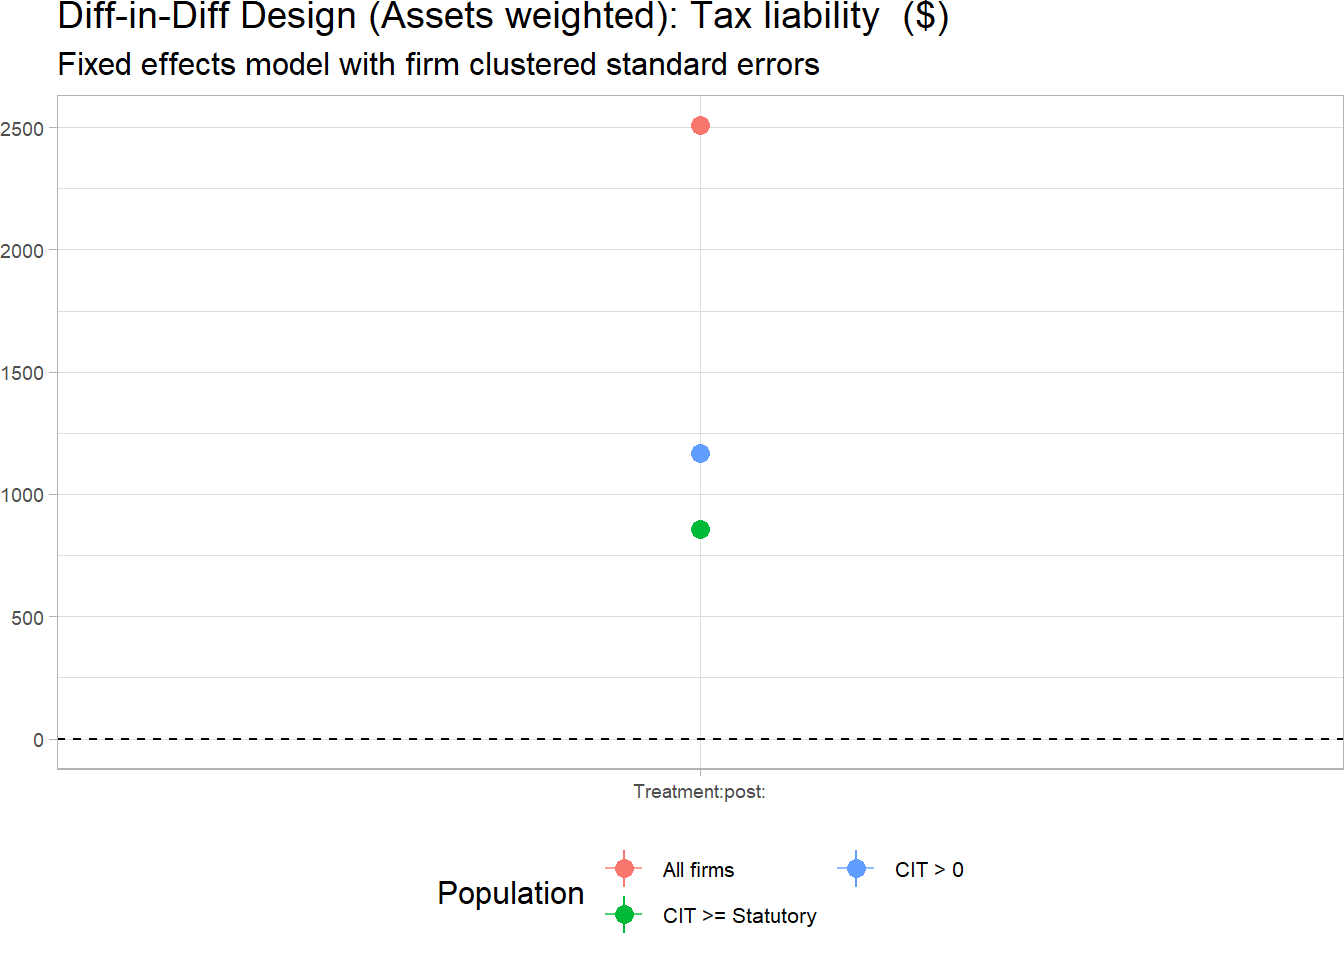 Diff-in-Diff Design (Assets weighted): Tax liability  ($)
Fixed effects model with firm clustered standard errors
2500
2000
1500
1000
500
0
Treatment:post:
Population
All firms
CIT > 0
CIT >= Statutory